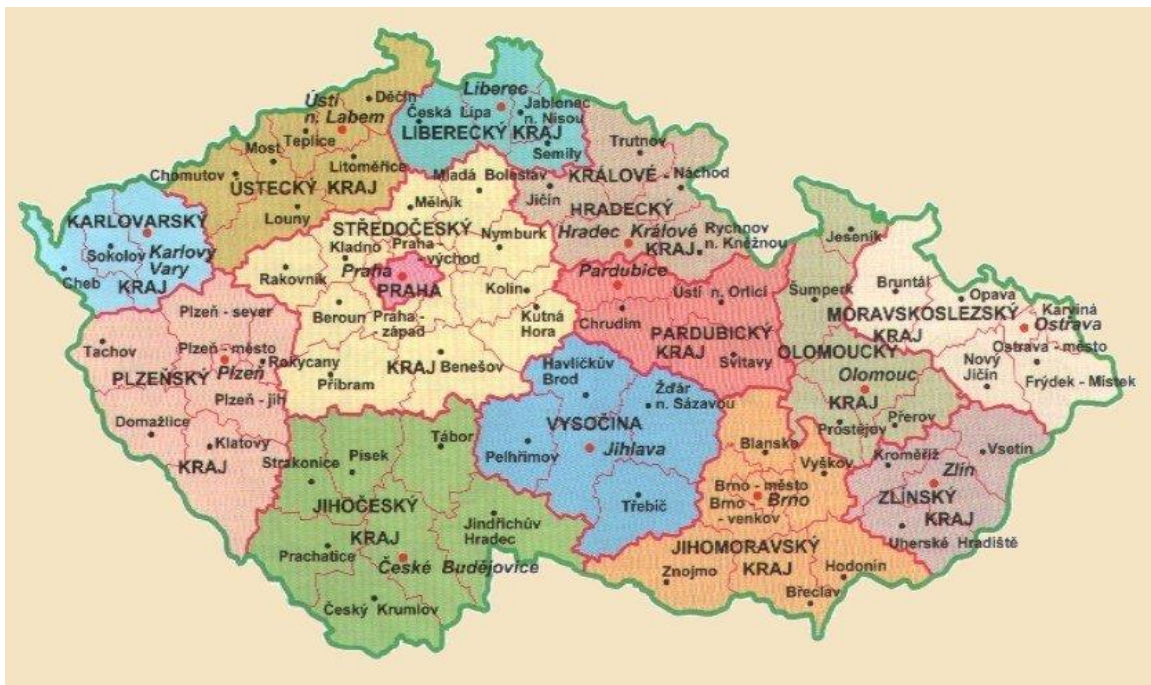 Liberec
Děčín
Ústí
n. Labem
Česká Lípa
Jablonec
n. Nisou
LIBERECKÝ KRAJ
Teplice
Most
Semily
Trutnov
Litoměřice
Chomutov
ÚSTECKÝ KRAJ
Mladá Boleslav
KRÁLOVÉ -
Náchod
Jičín
Mělník
HRADECKÝ
Louny
KARLOVARSKÝ
STŘEDOČESKÝ
Hradec Králové
Rychnov
n. Kněžnou
KRAJ
Nymburk
Jeseník
Sokolov
Karlovy
Vary
Kladno
Praha -
- východ
Cheb
KRAJ
Rakovník
Praha
PRAHA
Pardubice
Kolín
Bruntál
Opava
Šumperk
Ústí n. Orlicí
Karviná
Plzeň - sever
Beroun
Praha -
- západ
Kutná
Hora
Chrudim
PARDUBICKÝ
KRAJ
MORAVSKOSLEZSKÝ
KRAJ
Ostrava
Tachov
Plzeň - město
Plzeň
Rokycany
OLOMOUCKÝ
Ostrava - město
PLZEŇSKÝ
KRAJ
Benešov
Havlíčkův
Brod
Svitavy
Nový
Jičín
Příbram
Olomouc
Frýdek - Místek
Plzeň - jih
Žďár
n. Sázavou
KRAJ
Domažlice
VYSOČINA
Přerov
Prostějov
Klatovy
Tábor
Jihlava
Blansko
Vsetín
Písek
Pelhřimov
Kroměříž
KRAJ
Strakonice
Vyškov
Zlín
JIHOČESKÝ
Třebíč
Brno - město
Brno -
- venkov
Brno
ZLÍNSKÝ
KRAJ
Jindřichův
Hradec
KRAJ
Uherské Hradiště
Prachatice
JIHOMORAVSKÝ
KRAJ
České Budějovice
Znojmo
Hodonín
Břeclav
Český Krumlov